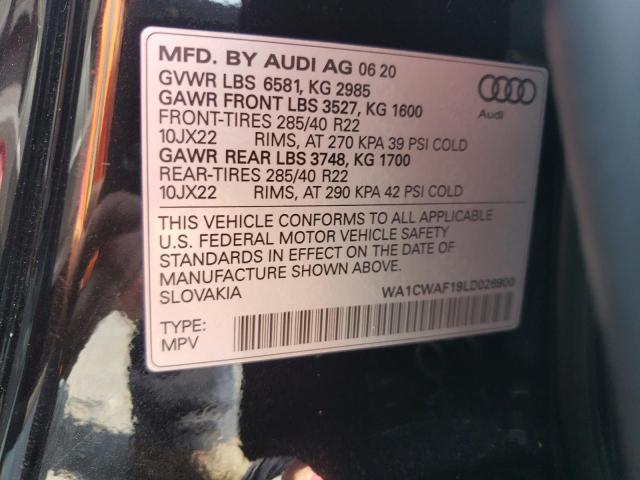 MFD. BY AUDI AG 06 20
GVWR LBS 6581, KG 2985
GAWR FRONT LBS 3527, KG 1600
FRONT-TIRES 285/40 R22
10JX22 RIMS, AT 270 KPA 39 PSI COLD
GAWR REAR LBS 3748, KG 1700
REAR-TIRES 285/40 R22
10JX22 RIMS, AT 290 KPA 42 PSI COLD
Audi
THIS VEHICLE CONFORMS TO ALL APPLICABLE
U.S. FEDERAL MOTOR VEHICLE SAFETY
STANDARDS IN EFFECT ON THE DATE OF
MANUFACTURE SHOWN ABOVE.
SLOVAKIA WA1CWAF19LD026900
TYPE:
MPV